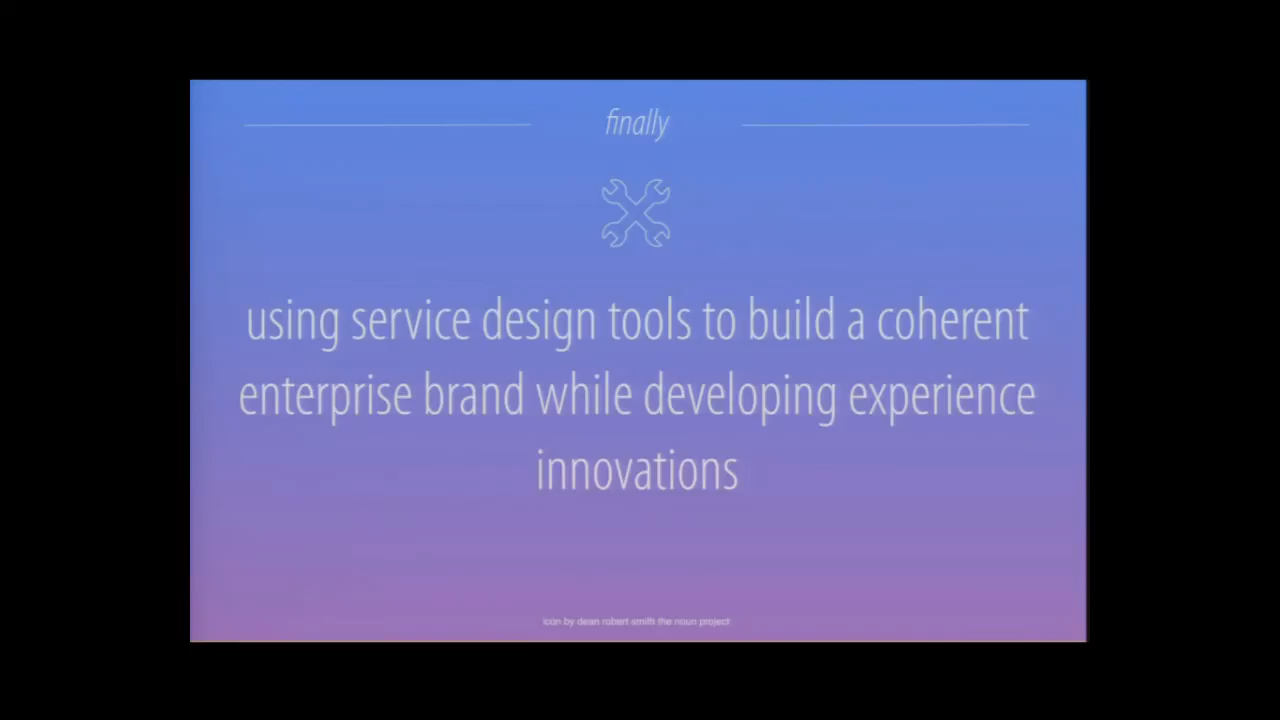 finally
using service design tools to build a coherent
enterprise brand while developing experience
innovations
icon by dean robert smith the noun project